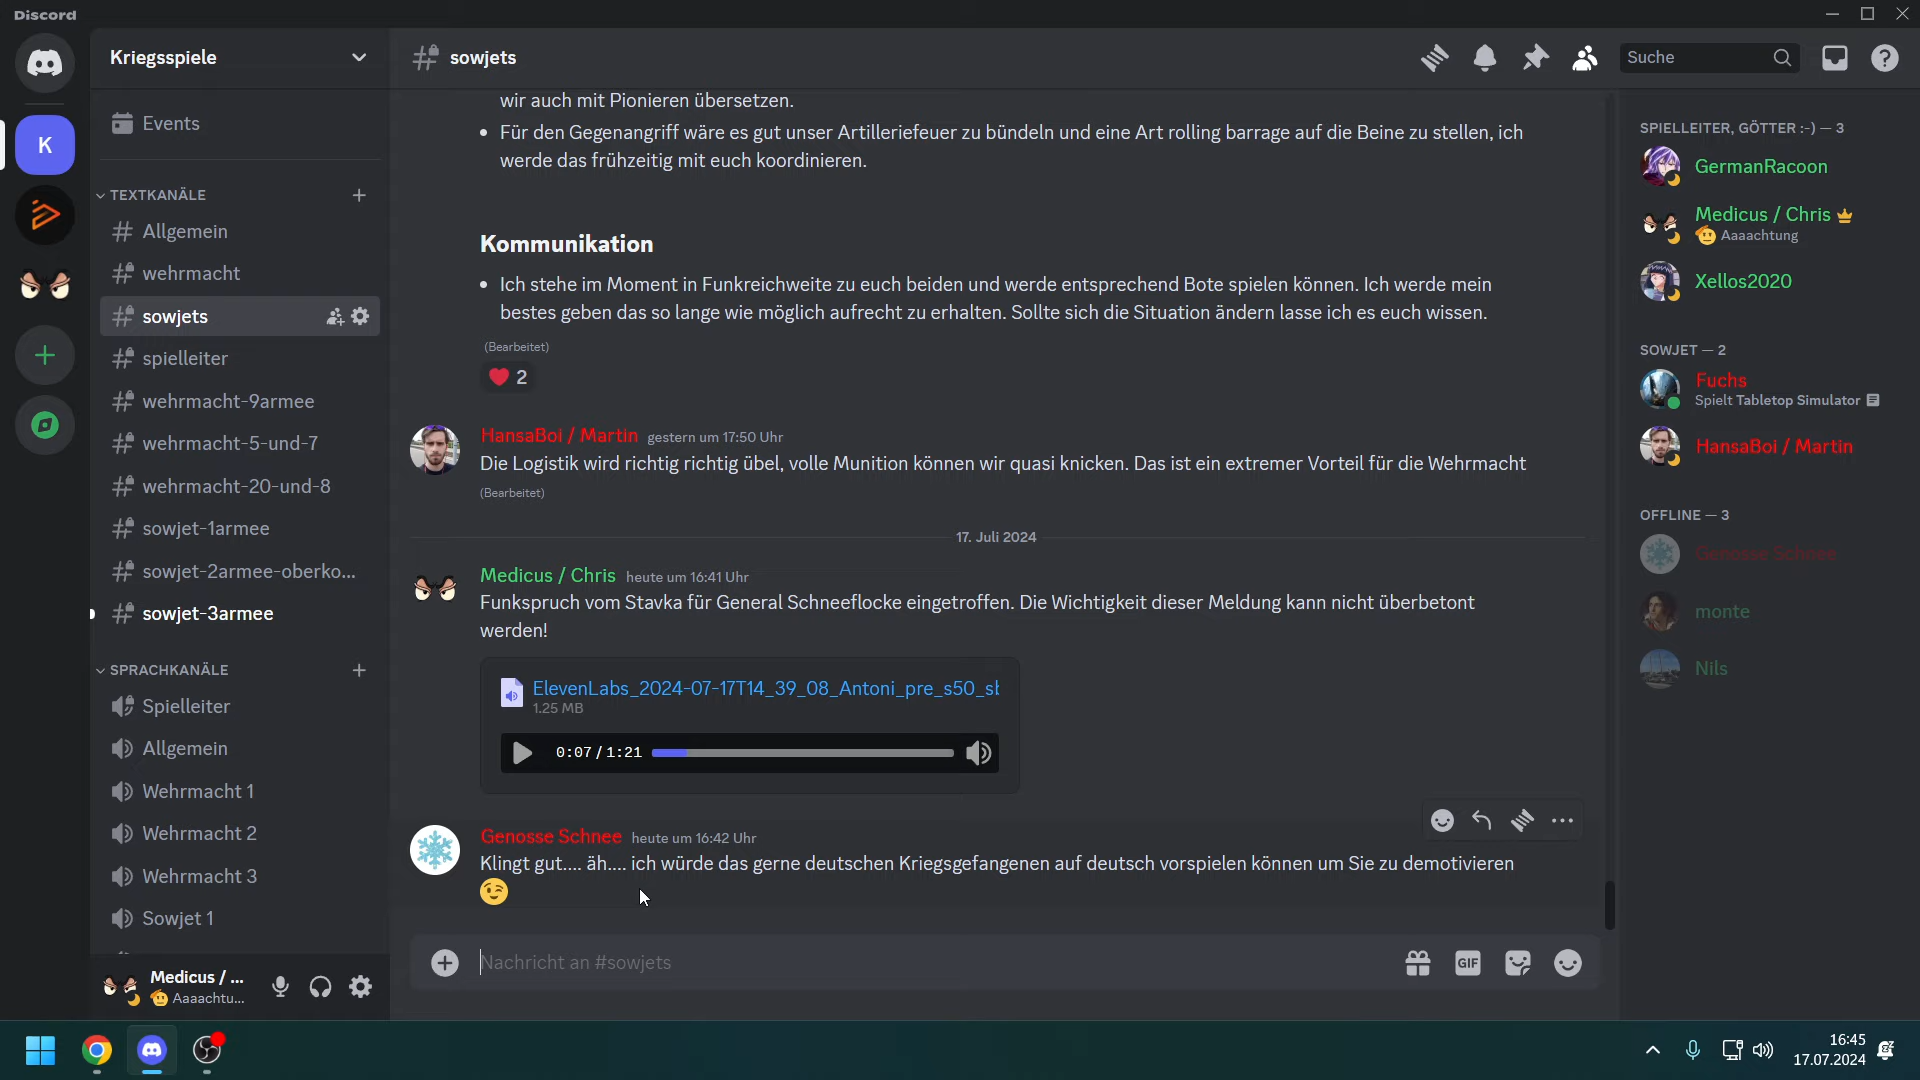 Discord
Kriegsspiele
sowjets
Suche
K
Events
TEXTKANÄLE
Allgemein
wehrmacht
sowjets
spielleiter
wehrmacht-9armee
wehrmacht-5-und-7
wehrmacht-20-und-8
sowjet-1armee
sowjet-2armee-oberko...
sowjet-3armee
SPRACHKANÄLE
Spielleiter
Allgemein
Wehrmacht 1
Wehrmacht 2
Wehrmacht 3
Sowjet 1
Medicus / ...
Aaaachtu...
wir auch mit Pionieren übersetzen.
• Für den Gegenangriff wäre es gut unser Artilleriefeuer zu bündeln und eine Art rolling barrage auf die Beine zu stellen, ich
werde das frühzeitig mit euch koordinieren.
Kommunikation
• Ich stehe im Moment in Funkreichweite zu euch beiden und werde entsprechend Bote spielen können. Ich werde mein
bestes geben das so lange wie möglich aufrecht zu erhalten. Sollte sich die Situation ändern lasse ich es euch wissen.
(Bearbeitet)
2
HansaBoi / Martin gestern um 17:50 Uhr
Die Logistik wird richtig richtig übel, volle Munition können wir quasi knicken. Das ist ein extremer Vorteil für die Wehrmacht
(Bearbeitet)
17. Juli 2024
Medicus / Chris heute um 16:41 Uhr
Funkspruch vom Stavka für General Schneeflocke eingetroffen. Die Wichtigkeit dieser Meldung kann nicht überbetont
werden!
ElevenLabs_2024-07-17T14_39_08_Antoni_pre_s50_sb
1.25 MB
0:07 / 1:21
Genosse Schnee heute um 16:42 Uhr
Klingt gut.... äh.... ich würde das gerne deutschen Kriegsgefangenen auf deutsch vorspielen können um Sie zu demotivieren
Nachricht an #sowjets
GIF
SPIELLEITER, GÖTTER :-) — 3
GermanRacoon
Medicus / Chris
Aaaachtung
Xellos2020
SOWJET — 2
Fuchs
Spielt Tabletop Simulator
HansaBoi / Martin
OFFLINE — 3
Genosse Schnee
monte
Nils
16:45
17.07.2024